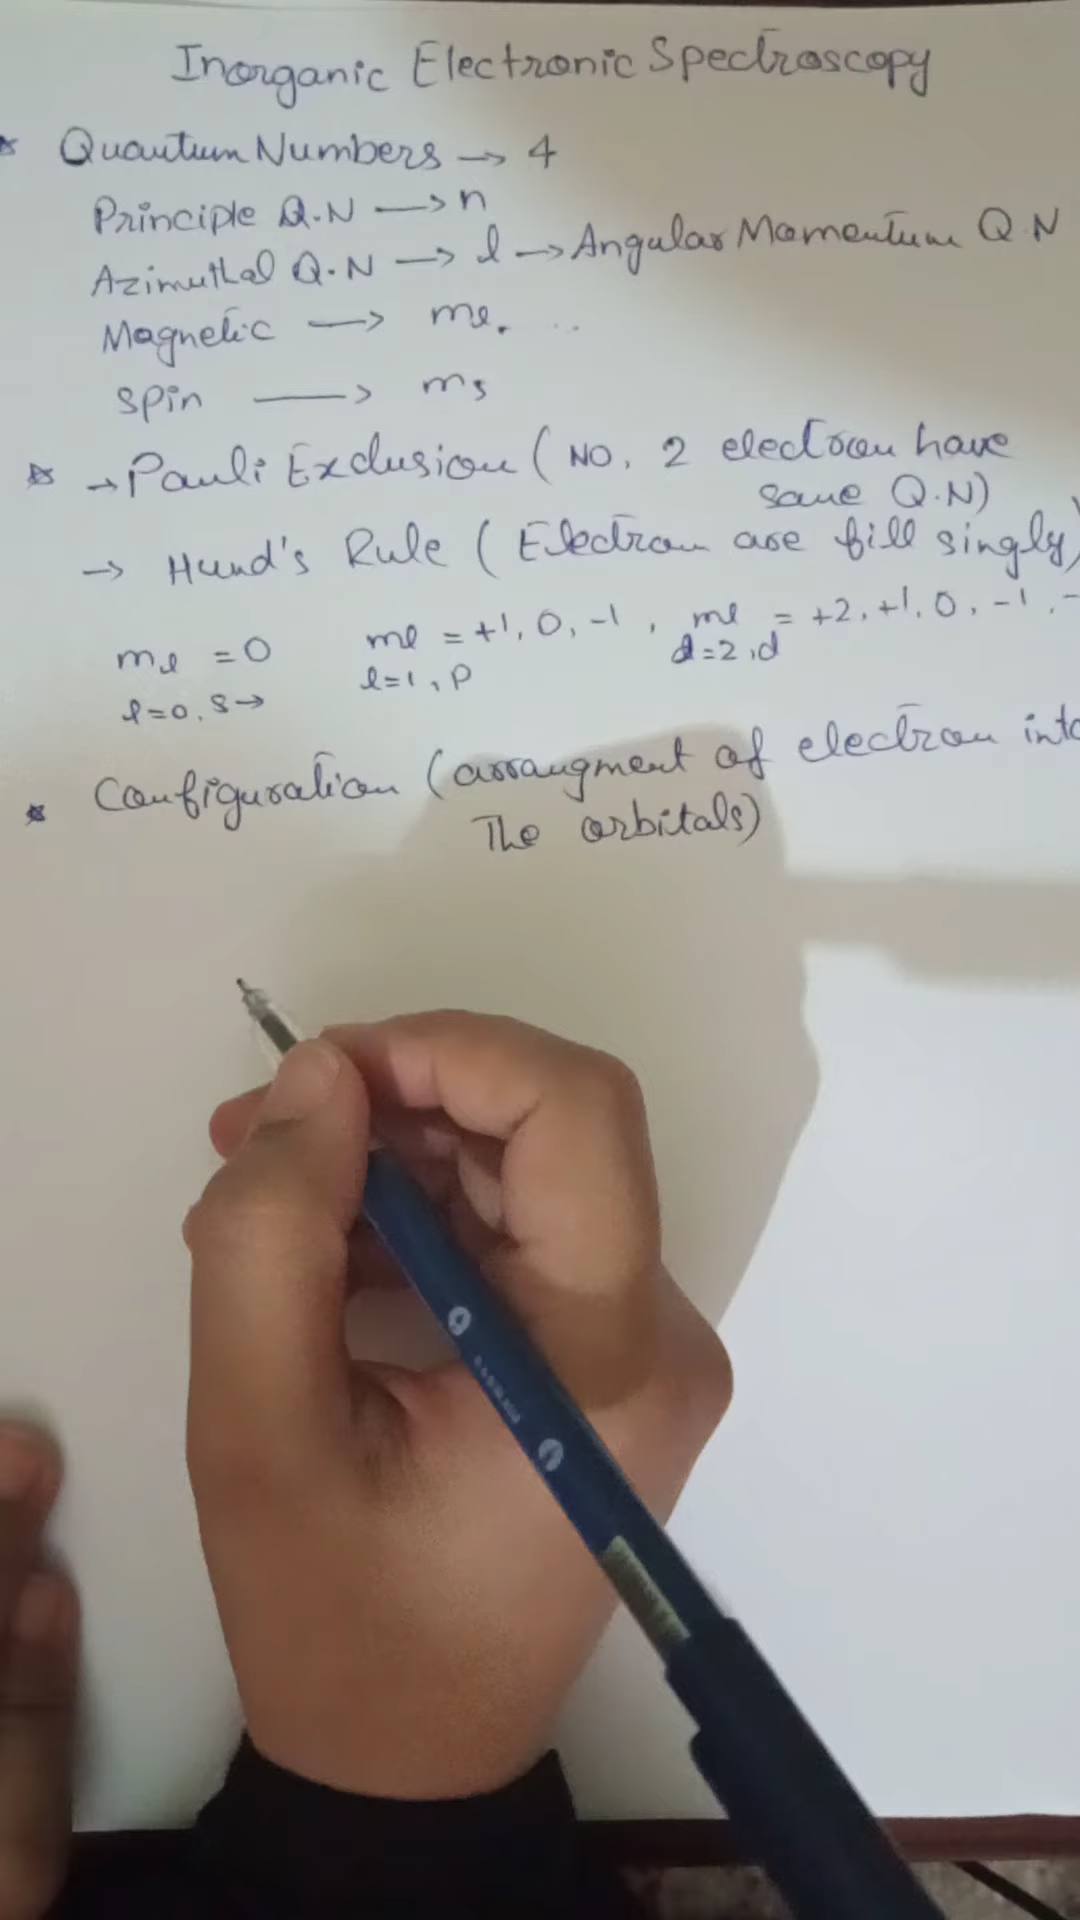 Inorganic Electronic Spectroscopy
Quantum Numbers → 4
Principle Q.N → n
Azimuthal Q.N → l → Angular Momentum Q.N
Magnetic → me.
Spin → ms
→ Pauli Exclusion (NO. 2 electron have
same Q.N)
→ Hund's Rule (Electron are fill singly)
ml = 0 ml = +1, 0, -1, ml = +2, +1, 0, -1, -
l=0, s→ l=1, p d=2, d
Configuration (arrangment of electron into
The orbitals)